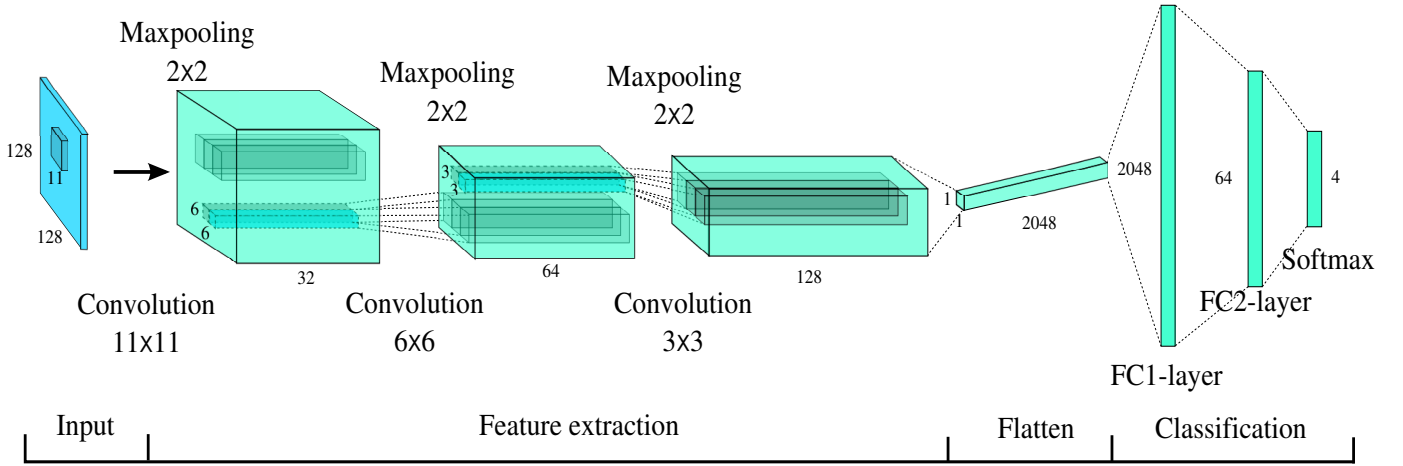 Maxpooling
2x2
Maxpooling
2x2
Maxpooling
2x2
128
11
128
6
6
32
3
3
64
128
1
1
2048
2048
64
4
Convolution
11x11
Convolution
6x6
Convolution
3x3
FC1-layer
FC2-layer
Softmax
Input
Feature extraction
Flatten
Classification